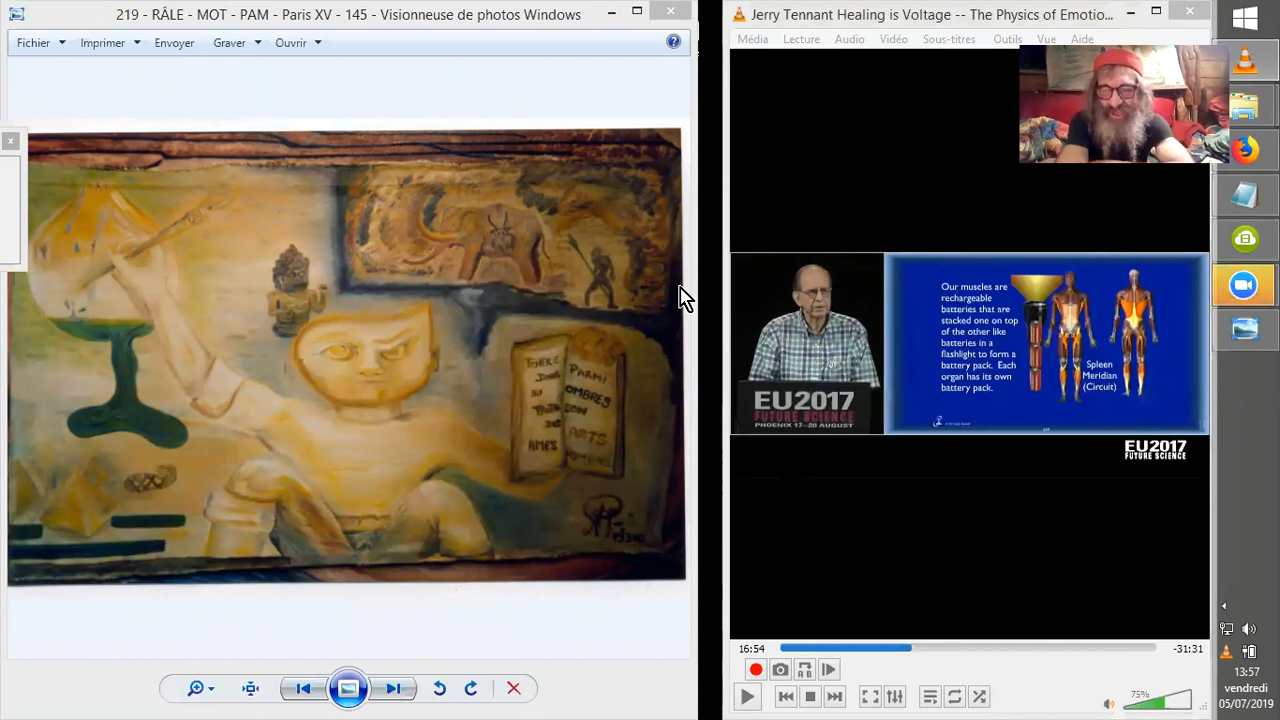 219 - RÂLE - MOT - PAM - Paris XV - 145 - Visionneuse de photos Windows
Fichier Imprimer Envoyer Graver Ouvrir
PARMI
OMBRES
ARTS
AMES
Jerry Tennant Healing is Voltage -- The Physics of Emotio...
Média Lecture Audio Vidéo Sous-titres Outils Vue Aide
Our muscles are
rechargeable
batteries that are
stacked one on top
of the other like
batteries in a
flashlight to form a
battery pack. Each
organ has its own
battery pack.
Spleen
Meridian
(Circuit)
EU2017
FUTURE SCIENCE
PHOENIX 17-20 AUGUST
EU2017
FUTURE SCIENCE
16:54
-31:31
75%
13:57
vendredi
05/07/2019